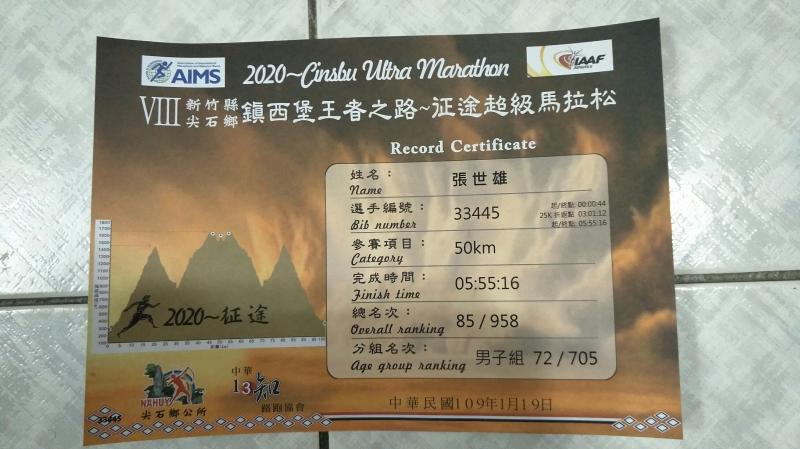 AIMS
2020~Cinsbu Ultra Marathon
IAAF
VIII 新竹縣尖石鄉 鎮西堡王者之路~征途超級馬拉松
Record Certificate
姓名：
Name
張世雄
選手編號：
Bib number
33445
起/終點: 00:00:44
25K 折返點 03:01:12
起/終點: 05:55:16
參賽項目：
Category
50km
完成時間：
Finish time
05:55:16
總名次：
Overall ranking
85 / 958
分組名次：
Age group ranking
男子組 72 / 705
2020~征途
NAHUY
尖石鄉公所
中華
13知
路跑協會
33445
中華民國109年1月19日